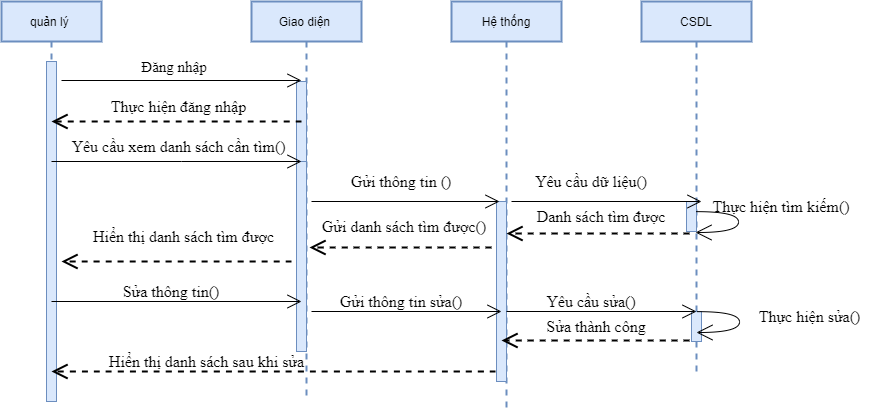 quản lý
Giao diện
Hệ thống
CSDL
Đăng nhập
Thực hiện đăng nhập
Yêu cầu xem danh sách cần tìm()
Gửi thông tin ()
Yêu cầu dữ liệu()
Thực hiện tìm kiếm()
Danh sách tìm được
Gửi danh sách tìm được()
Hiển thị danh sách tìm được
Sửa thông tin()
Gửi thông tin sửa()
Yêu cầu sửa()
Thực hiện sửa()
Sửa thành công
Hiển thị danh sách sau khi sửa